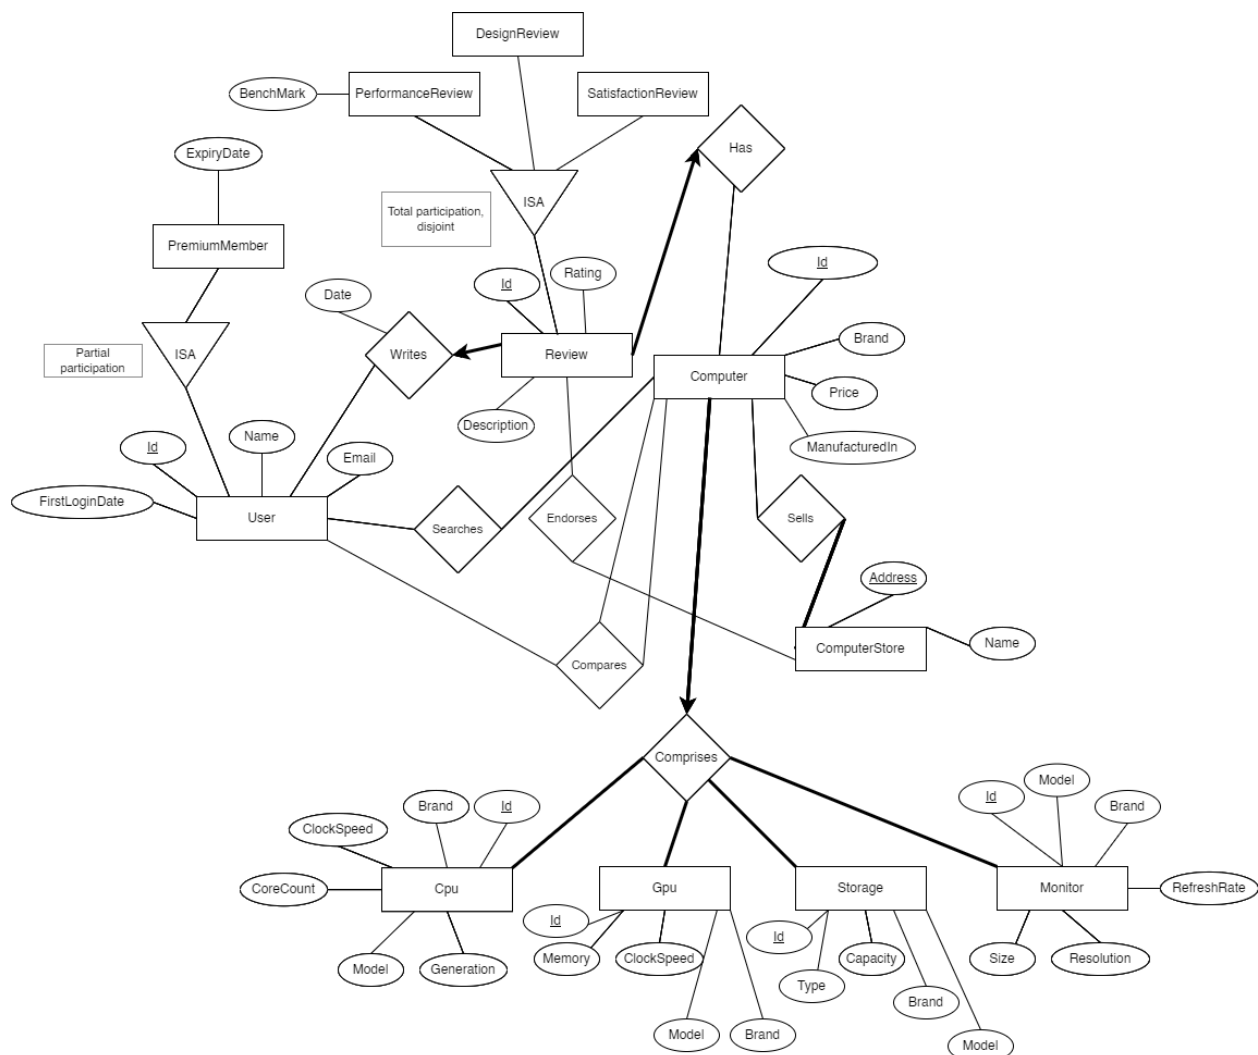 DesignReview
BenchMark
PerformanceReview
SatisfactionReview
ExpiryDate
Has
ISA
Total participation,
disjoint
PremiumMember
Id
Rating
Id
Date
Brand
Partial
participation
ISA
Writes
Review
Computer
Price
Description
ManufacturedIn
Id
Name
Email
FirstLoginDate
User
Searches
Endorses
Sells
Address
Compares
ComputerStore
Name
Comprises
ClockSpeed
Brand
Id
Id
Model
Brand
CoreCount
Cpu
Gpu
Storage
Monitor
RefreshRate
Id
Id
Model
Generation
Memory
ClockSpeed
Type
Capacity
Size
Resolution
Brand
Model
Brand
Model